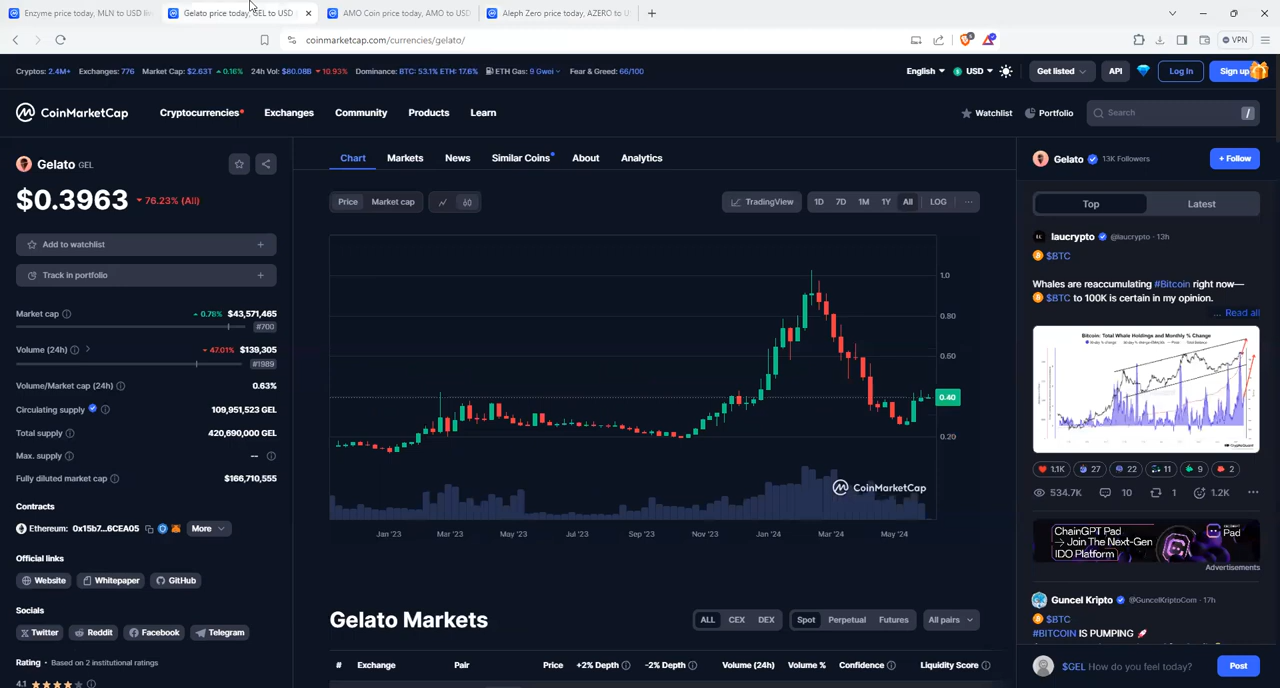 Enzyme price today, MLN to USD li
Gelato price today, GEL to USD
AMO Coin price today, AMO to USD
Aleph Zero price today, AZERO to U
coinmarketcap.com/currencies/gelato/
VPN
Cryptos: 2.4M+ Exchanges: 776 Market Cap: $2.63T 0.16% 24h Vol: $80.08B 10.93% Dominance: BTC: 53.1% ETH: 17.6% ETH Gas: 9 Gwei Fear & Greed: 66/100
English USD Get listed API Log In Sign up
CoinMarketCap Cryptocurrencies Exchanges Community Products Learn
Watchlist Portfolio Search /
Gelato GEL
$0.3963 76.23% (All)
Add to watchlist +
Track in portfolio +
Market cap 0.78% $43,571,465
#700
Volume (24h) 47.01% $139,305
#1989
Volume/Market cap (24h) 0.63%
Circulating supply 109,951,523 GEL
Total supply 420,690,000 GEL
Max. supply --
Fully diluted market cap $166,710,555
Contracts
Ethereum: 0x15b7...6CEA05 More
Official links
Website Whitepaper GitHub
Socials
Twitter Reddit Facebook Telegram
Rating • Based on 2 institutional ratings
4.1
Chart Markets News Similar Coins About Analytics
Price Market cap
TradingView 1D 7D 1M 1Y All LOG ...
1.0
0.80
0.60
0.40
0.20
CoinMarketCap
Jan '23 Mar '23 May '23 Jul '23 Sep '23 Nov '23 Jan '24 Mar '24 May '24
Gelato Markets
ALL CEX DEX Spot Perpetual Futures All pairs
# Exchange Pair Price +2% Depth -2% Depth Volume (24h) Volume % Confidence Liquidity Score
Gelato 13K Followers + Follow
Top Latest
laucrypto @laucrypto · 13h
$BTC
Whales are reaccumulating #Bitcoin right now—
$BTC to 100K is certain in my opinion.
... Read all
Bitcoin: Total Whale Holdings and Monthly % Change
1.1K 27 22 11 9 2
534.7K 10 1 1.2K ...
ChainGPT Pad
→ Join The Next-Gen
IDO Platform
Pad
Advertisements
Guncel Kripto @GuncelKriptoCom · 17h
$BTC
#BITCOIN IS PUMPING 🚀
$GEL How do you feel today? Post